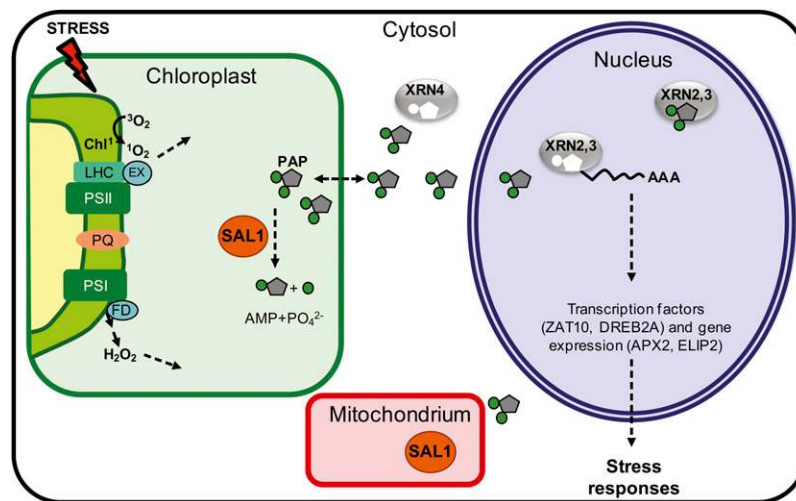 STRESS
Cytosol
Chloroplast
Nucleus
XRN4
XRN2,3
³O₂
Chl¹
¹O₂
XRN2,3
LHC
EX
PAP
AAA
PSII
SAL1
PQ
PSI
+
FD
AMP+PO₄²⁻
Transcription factors
(ZAT10, DREB2A) and gene
expression (APX2, ELIP2)
H₂O₂
Mitochondrium
SAL1
Stress
responses